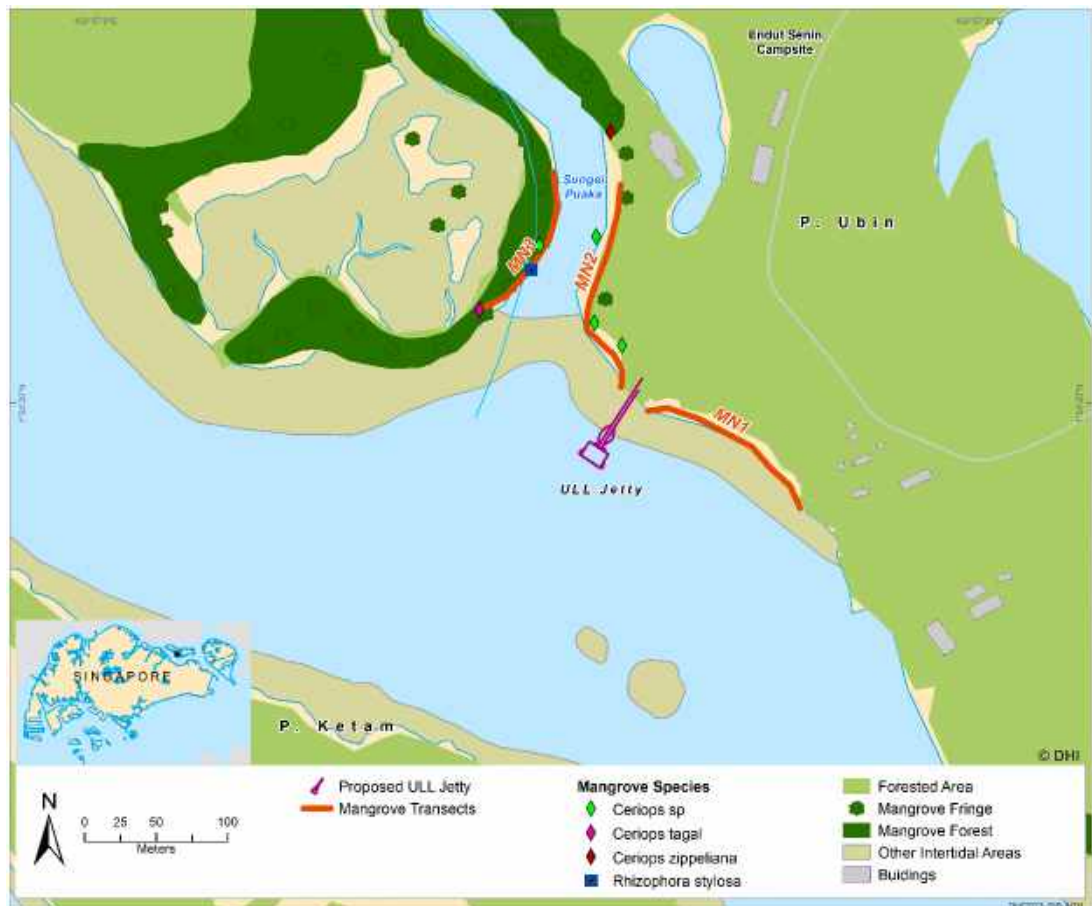 Endut Senin
Campsite
Sungei
Puaka
P. Ubin
MN3
MN2
MN1
ULL Jetty
SINGAPORE
P. Ketam
© DHI
N
0 25 50 100
Meters
Proposed ULL Jetty
Mangrove Transects
Mangrove Species
Ceriops sp
Ceriops tagal
Ceriops zippeliana
Rhizophora stylosa
Forested Area
Mangrove Fringe
Mangrove Forest
Other Intertidal Areas
Buidings